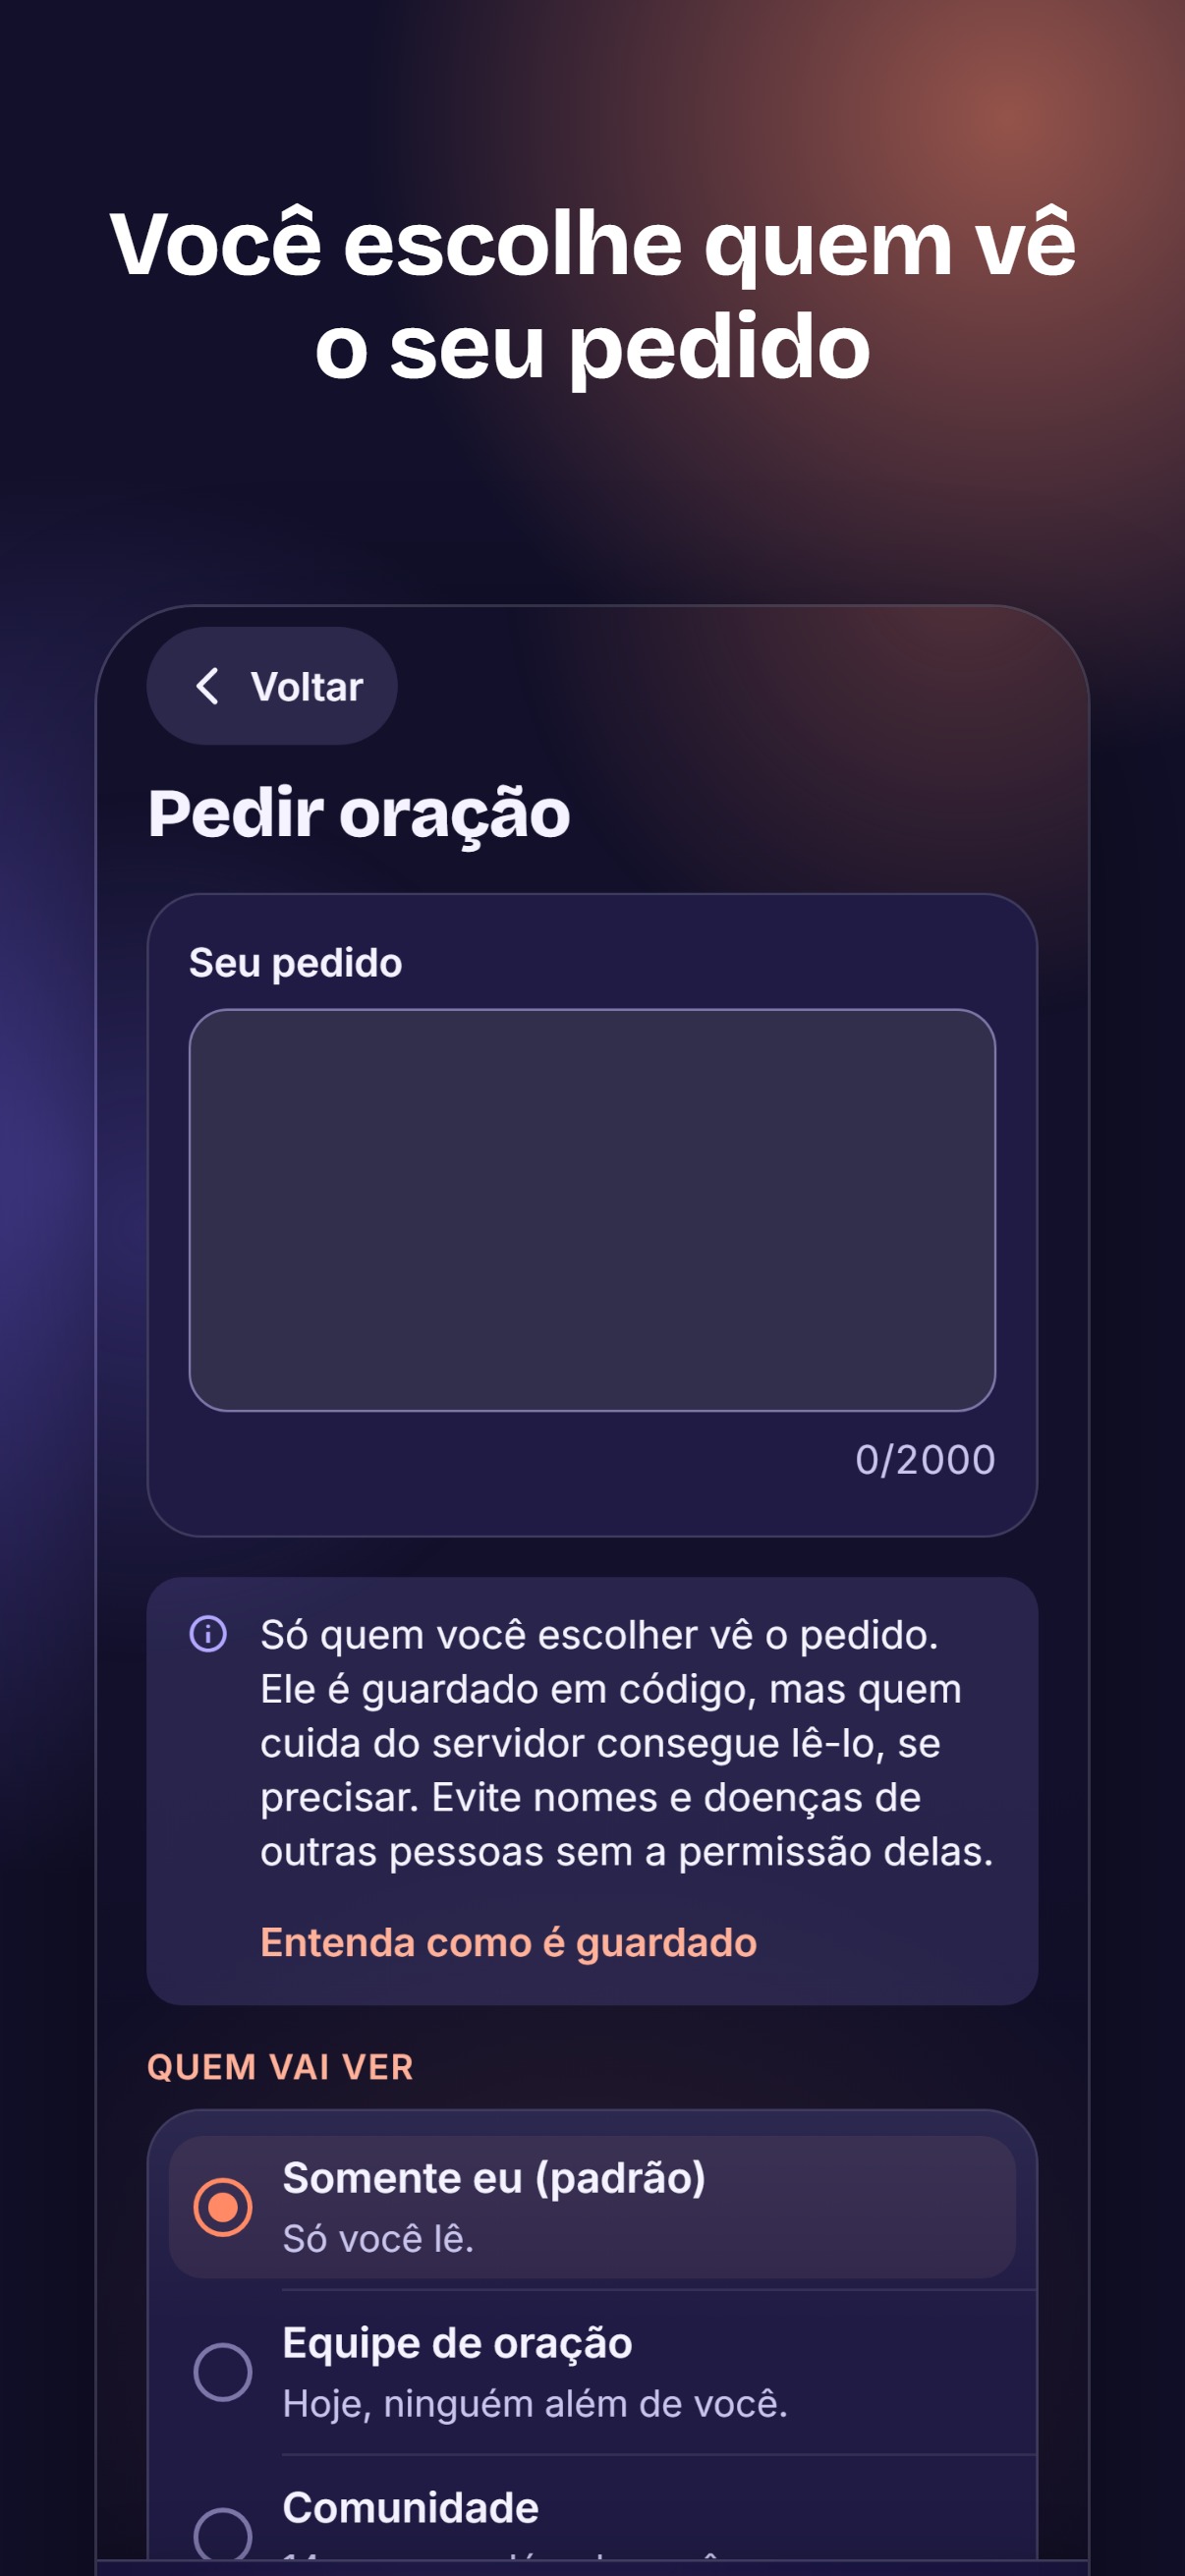 Você escolhe quem vê
o seu pedido
Voltar
Pedir oração
Seu pedido
0/2000
Só quem você escolher vê o pedido.
Ele é guardado em código, mas quem
cuida do servidor consegue lê-lo, se
precisar. Evite nomes e doenças de
outras pessoas sem a permissão delas.
Entenda como é guardado
QUEM VAI VER
Somente eu (padrão)
Só você lê.
Equipe de oração
Hoje, ninguém além de você.
Comunidade